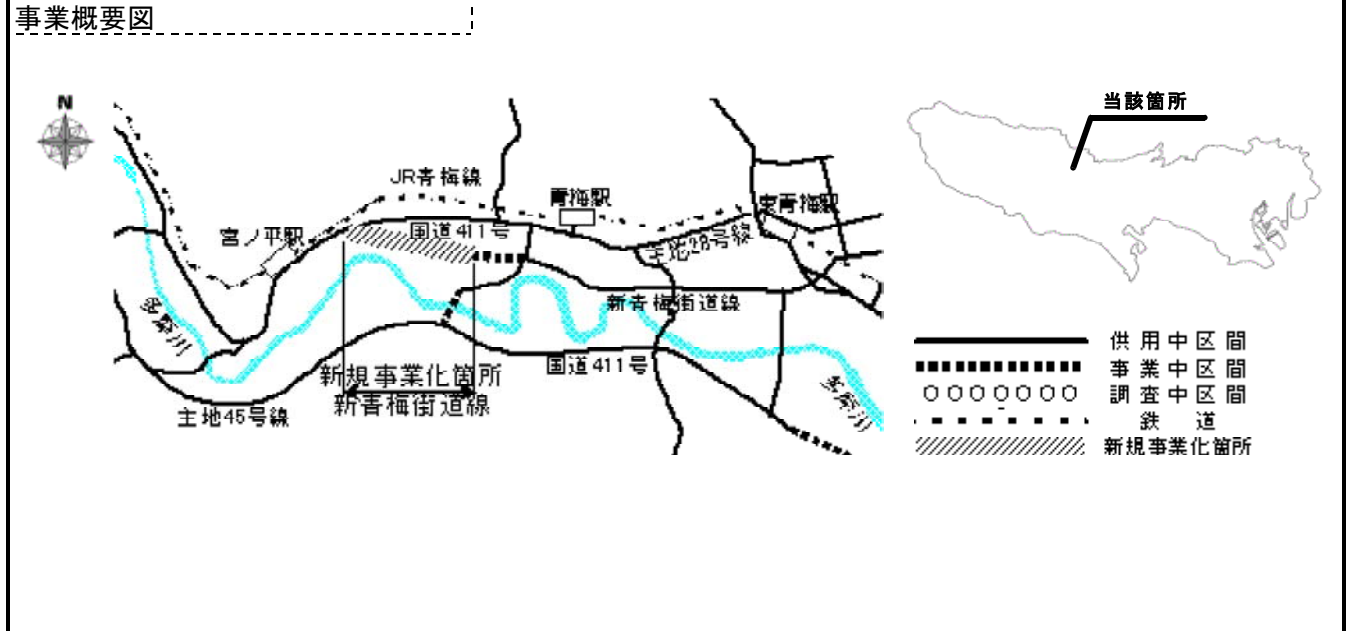 事業概要図
N
当該箇所
JR青梅線
青梅駅
東青梅駅
宮ノ平駅
国道411号
主地28号線
新青梅街道線
多摩川
国道411号
新規事業化箇所
新青梅街道線
主地45号線
多摩川
供用中区間
事業中区間
調査中区間
鉄道
新規事業化箇所